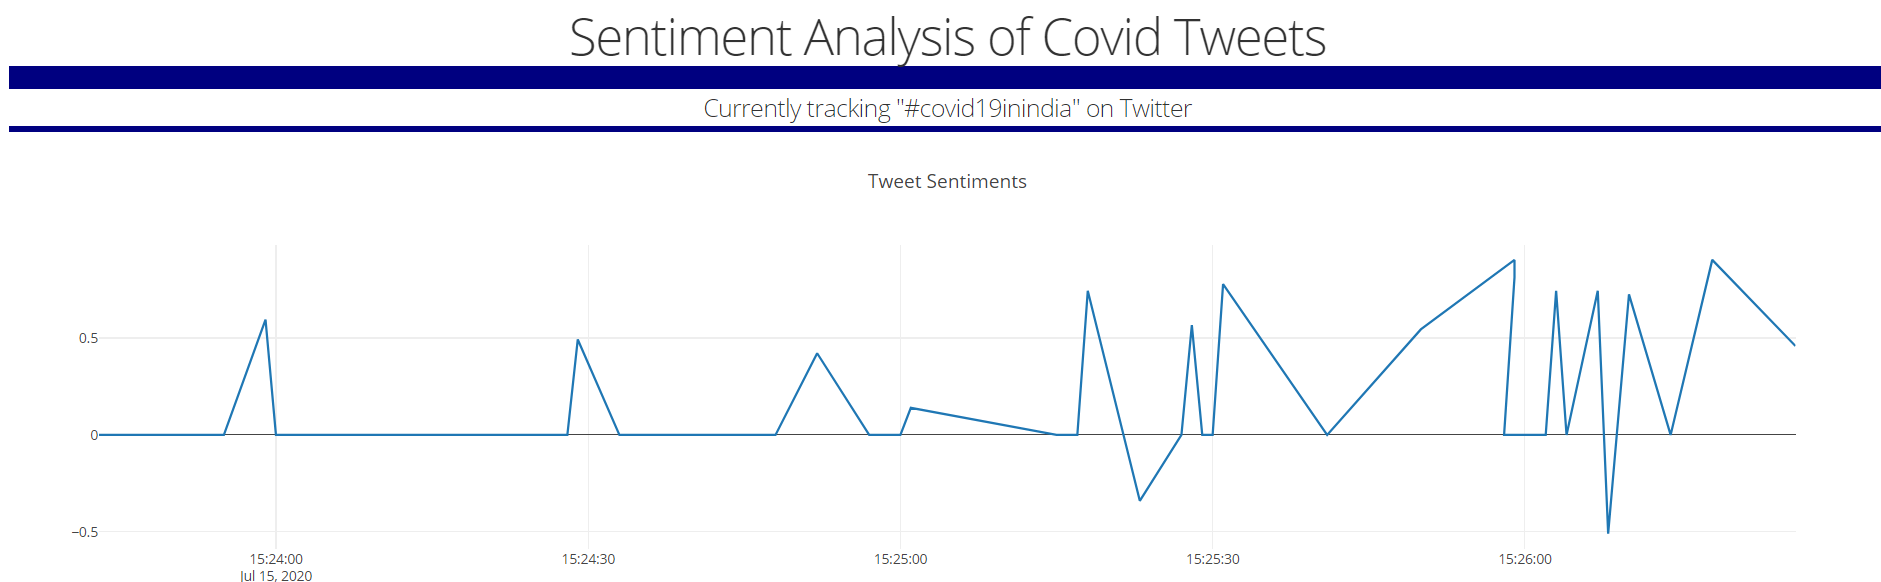 Sentiment Analysis of Covid Tweets
Currently tracking "#covid19inindia" on Twitter
Tweet Sentiments
0.5
0
−0.5
15:24:00 15:24:30 15:25:00 15:25:30 15:26:00
Jul 15, 2020